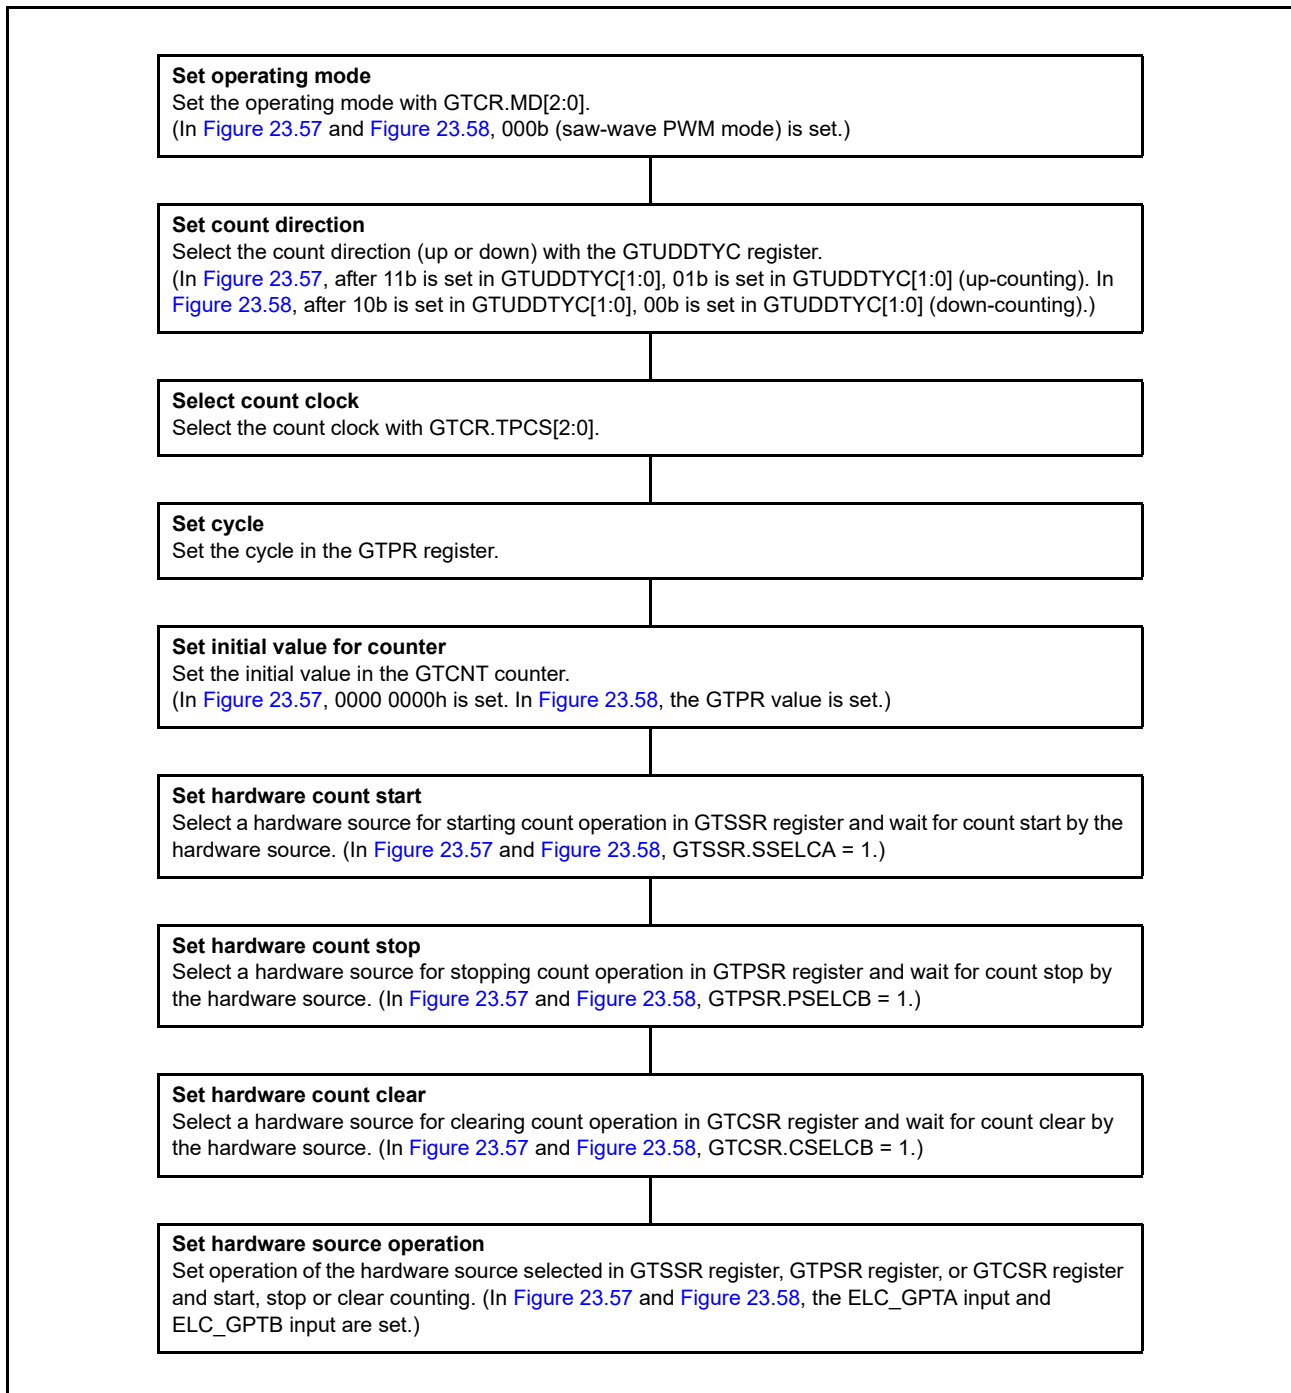 Set operating mode
Set the operating mode with GTCR.MD[2:0].
(In Figure 23.57 and Figure 23.58, 000b (saw-wave PWM mode) is set.)
Set count direction
Select the count direction (up or down) with the GTUDDTYC register.
(In Figure 23.57, after 11b is set in GTUDDTYC[1:0], 01b is set in GTUDDTYC[1:0] (up-counting). In
Figure 23.58, after 10b is set in GTUDDTYC[1:0], 00b is set in GTUDDTYC[1:0] (down-counting).)
Select count clock
Select the count clock with GTCR.TPCS[2:0].
Set cycle
Set the cycle in the GTPR register.
Set initial value for counter
Set the initial value in the GTCNT counter.
(In Figure 23.57, 0000 0000h is set. In Figure 23.58, the GTPR value is set.)
Set hardware count start
Select a hardware source for starting count operation in GTSSR register and wait for count start by the
hardware source. (In Figure 23.57 and Figure 23.58, GTSSR.SSELCA = 1.)
Set hardware count stop
Select a hardware source for stopping count operation in GTPSR register and wait for count stop by
the hardware source. (In Figure 23.57 and Figure 23.58, GTPSR.PSELCB = 1.)
Set hardware count clear
Select a hardware source for clearing count operation in GTCSR register and wait for count clear by
the hardware source. (In Figure 23.57 and Figure 23.58, GTCSR.CSELCB = 1.)
Set hardware source operation
Set operation of the hardware source selected in GTSSR register, GTPSR register, or GTCSR register
and start, stop or clear counting. (In Figure 23.57 and Figure 23.58, the ELC_GPTA input and
ELC_GPTB input are set.)